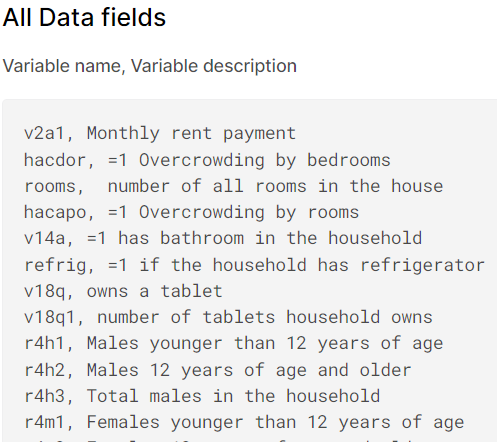 All Data fields
Variable name, Variable description
v2a1, Monthly rent payment
hacdor, =1 Overcrowding by bedrooms
rooms,  number of all rooms in the house
hacapo, =1 Overcrowding by rooms
v14a, =1 has bathroom in the household
refrig, =1 if the household has refrigerator
v18q, owns a tablet
v18q1, number of tablets household owns
r4h1, Males younger than 12 years of age
r4h2, Males 12 years of age and older
r4h3, Total males in the household
r4m1, Females younger than 12 years of age